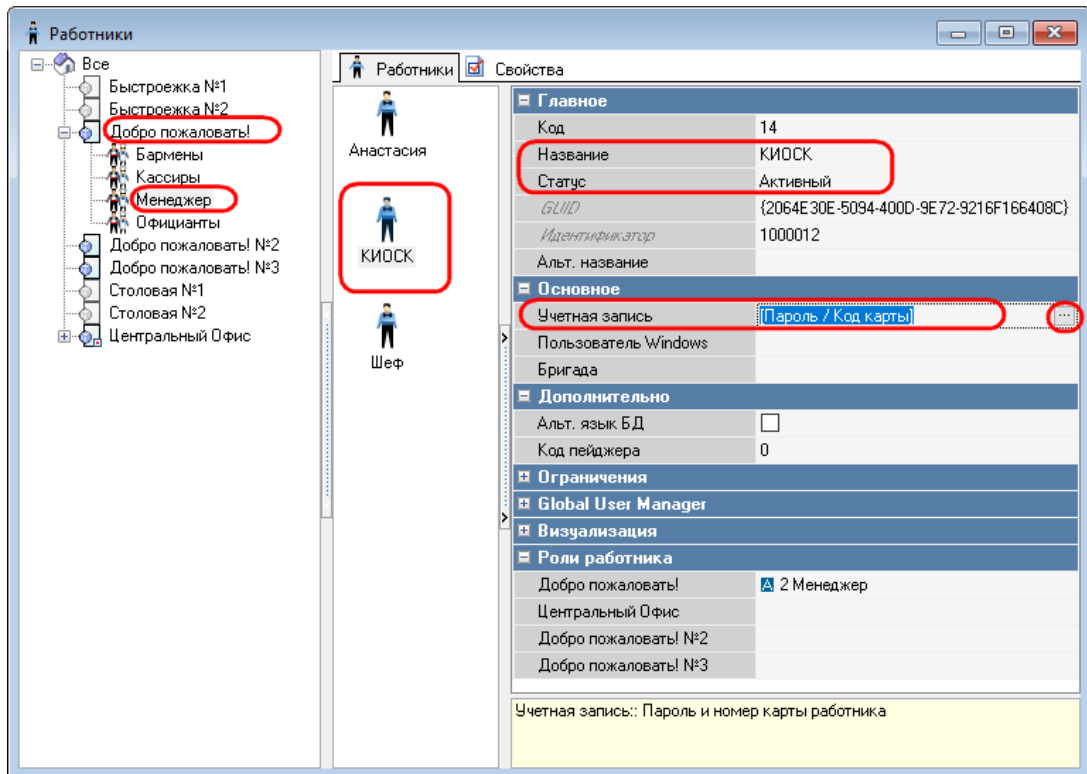 Работники
Все
Быстроежка №1
Быстроежка №2
Добро пожаловать!
Бармены
Кассиры
Менеджер
Официанты
Добро пожаловать! №2
Добро пожаловать! №3
Столовая №1
Столовая №2
Центральный Офис
Работники Свойства
Анастасия
КИОСК
Шеф
Главное
Код 14
Название КИОСК
Статус Активный
GUID {2064E30E-5094-400D-9E72-9216F166408C}
Идентификатор 1000012
Альт. название
Основное
Учетная запись [Пароль / Код карты] ...
Пользователь Windows
Бригада
Дополнительно
Альт. язык БД
Код пейджера 0
Ограничения
Global User Manager
Визуализация
Роли работника
Добро пожаловать! А 2 Менеджер
Центральный Офис
Добро пожаловать! №2
Добро пожаловать! №3
Учетная запись:: Пароль и номер карты работника